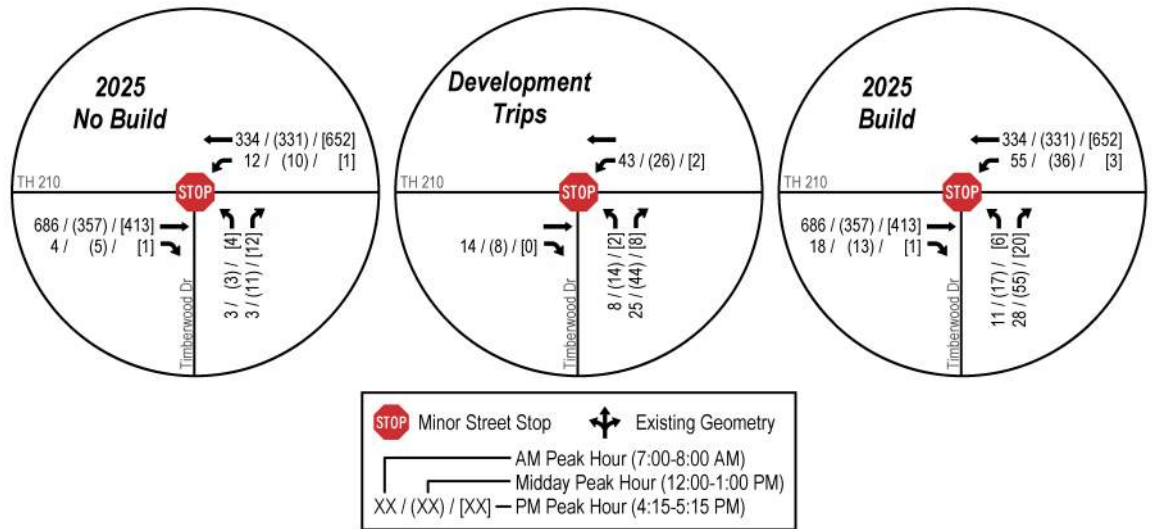 2025
No Build
334 / (331) / [652]
12 / (10) / [1]
TH 210
STOP
686 / (357) / [413]
4 / (5) / [1]
3 / (3) / [4]
3 / (11) / [12]
Timberwood Dr
Development
Trips
43 / (26) / [2]
STOP
14 / (8) / [0]
8 / (14) / [2]
25 / (44) / [8]
2025
Build
334 / (331) / [652]
55 / (36) / [3]
TH 210
STOP
686 / (357) / [413]
18 / (13) / [1]
11 / (17) / [6]
28 / (55) / [20]
Timberwood Dr
STOP Minor Street Stop
Existing Geometry
AM Peak Hour (7:00-8:00 AM)
Midday Peak Hour (12:00-1:00 PM)
XX / (XX) / [XX] PM Peak Hour (4:15-5:15 PM)